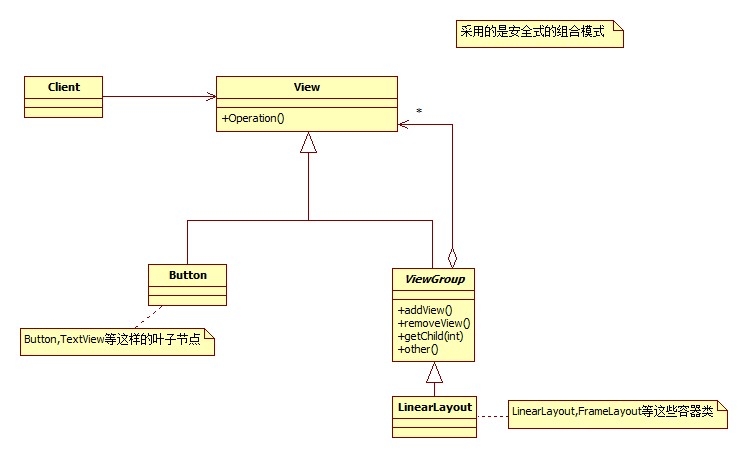 采用的是安全式的组合模式
Client
View
+Operation()
*
Button
ViewGroup
+addView()
+removeView()
+getChild(int)
+other()
Button,TextView等这样的叶子节点
LinearLayout
LinearLayout,FrameLayout等这些容器类